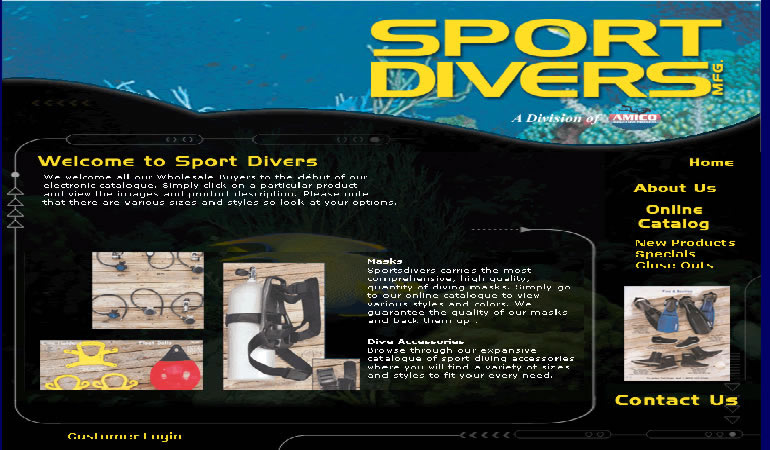 SPORT
DIVERS MFG.
A Division of AMICO
Home
Welcome to Sport Divers
We welcome all our Wholesale Buyers to the début of our
electronic catalogue. Simply click on a particular product
and view the images and product description. Please note
that there are various sizes and styles so look at your options.
About Us
Online
Catalog
New Products
Specials
Close Outs
Masks
Sportsdivers carries the most
comprehensive, high quality,
quantity of diving masks. Simply go
to our online catalogue to view
various styles and colors. We
guarantee the quality of our masks
and back them up .
Dive Accessories
Browse through our expansive
catalogue of sport diving accessories
where you will find a variety of sizes
and styles to fit your every need.
Contact Us
Customer Login